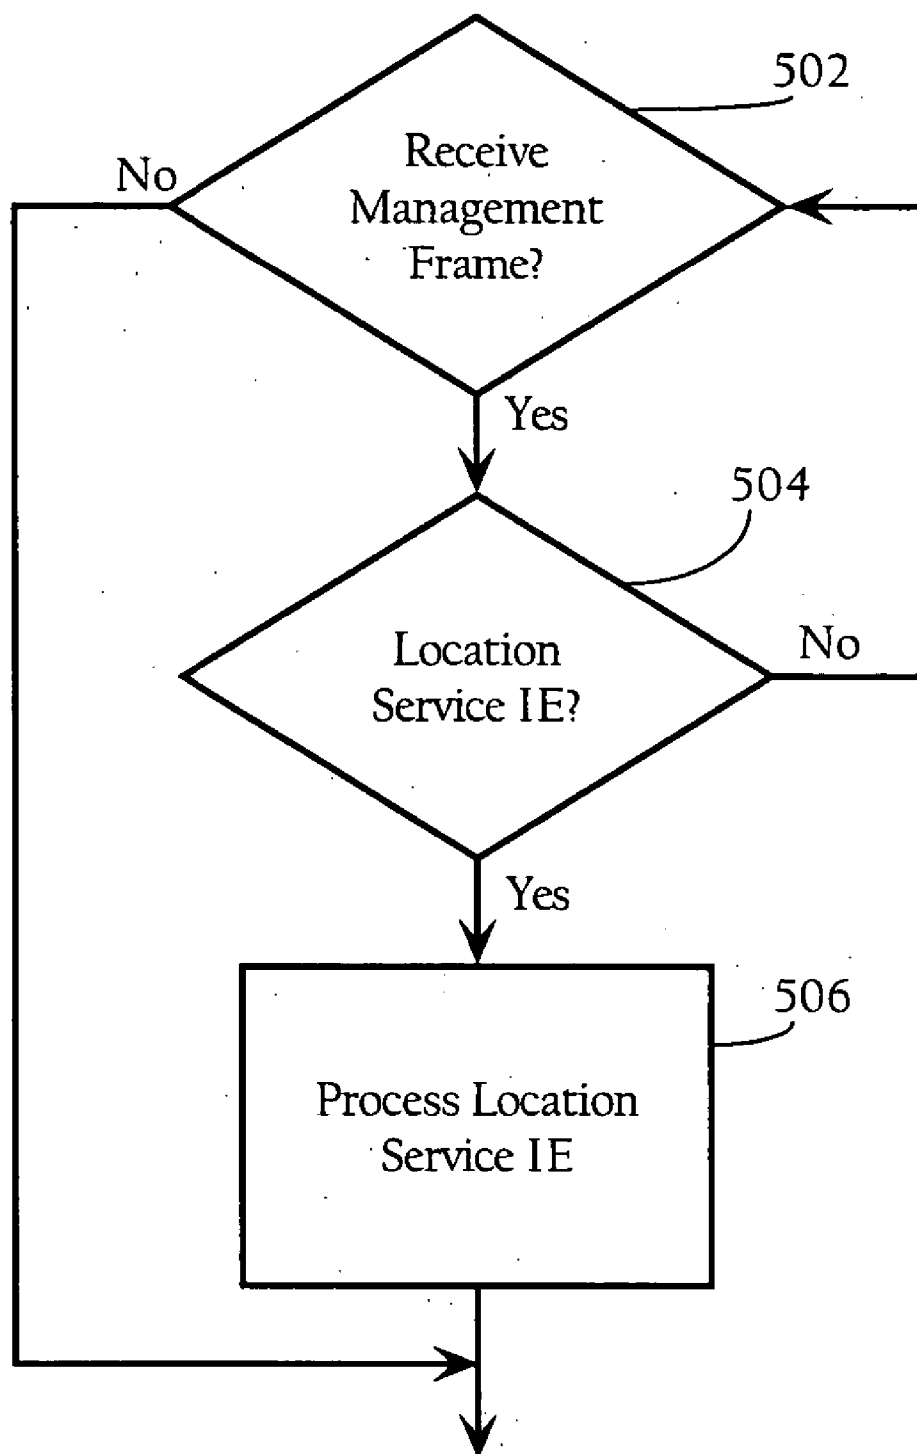 502
No
Receive
Management
Frame?
Yes
504
Location
Service IE?
No
Yes
506
Process Location
Service IE